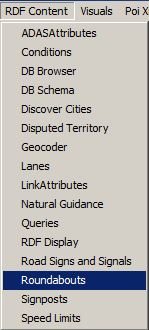 RDF Content Visuals Poi X
ADASAttributes
Conditions
DB Browser
DB Schema
Discover Cities
Disputed Territory
Geocoder
Lanes
LinkAttributes
Natural Guidance
Queries
RDF Display
Road Signs and Signals
Roundabouts
Signposts
Speed Limits